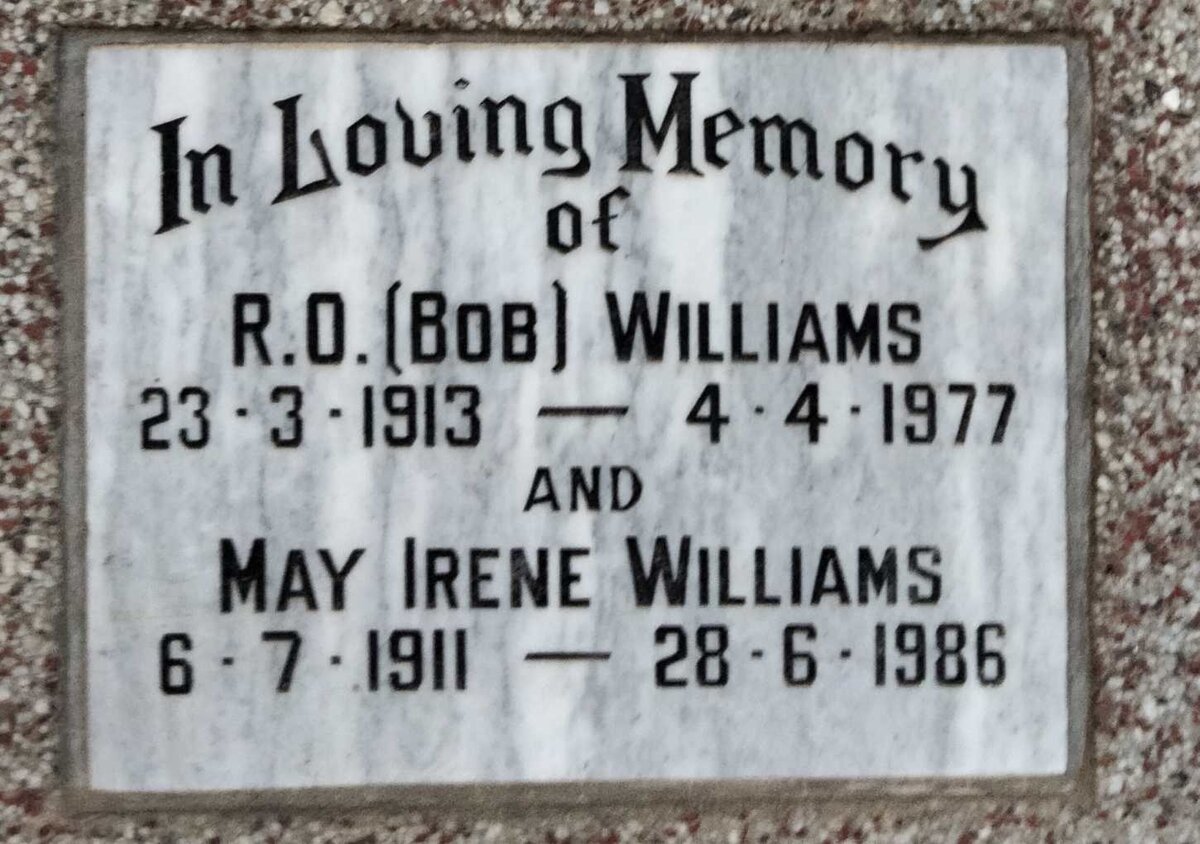 In Loving Memory
of
R.O. (BOB) WILLIAMS
23·3·1913 — 4·4·1977
AND
MAY IRENE WILLIAMS
6·7·1911 — 28·6·1986